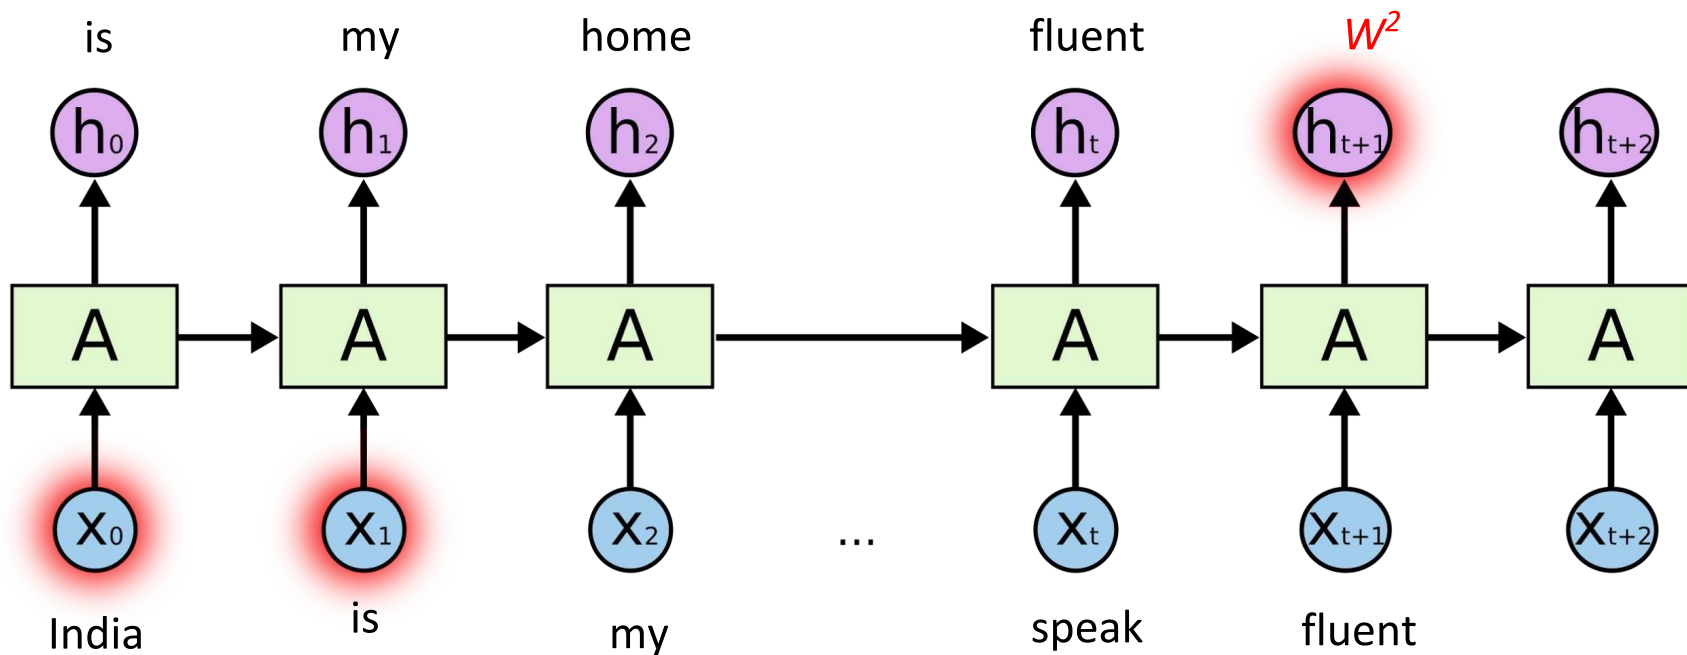 is my home fluent W²
h₀ h₁ h₂ hₜ hₜ₊₁ hₜ₊₂
A A A A A A
x₀ x₁ x₂ ... xₜ xₜ₊₁ xₜ₊₂
India is my speak fluent